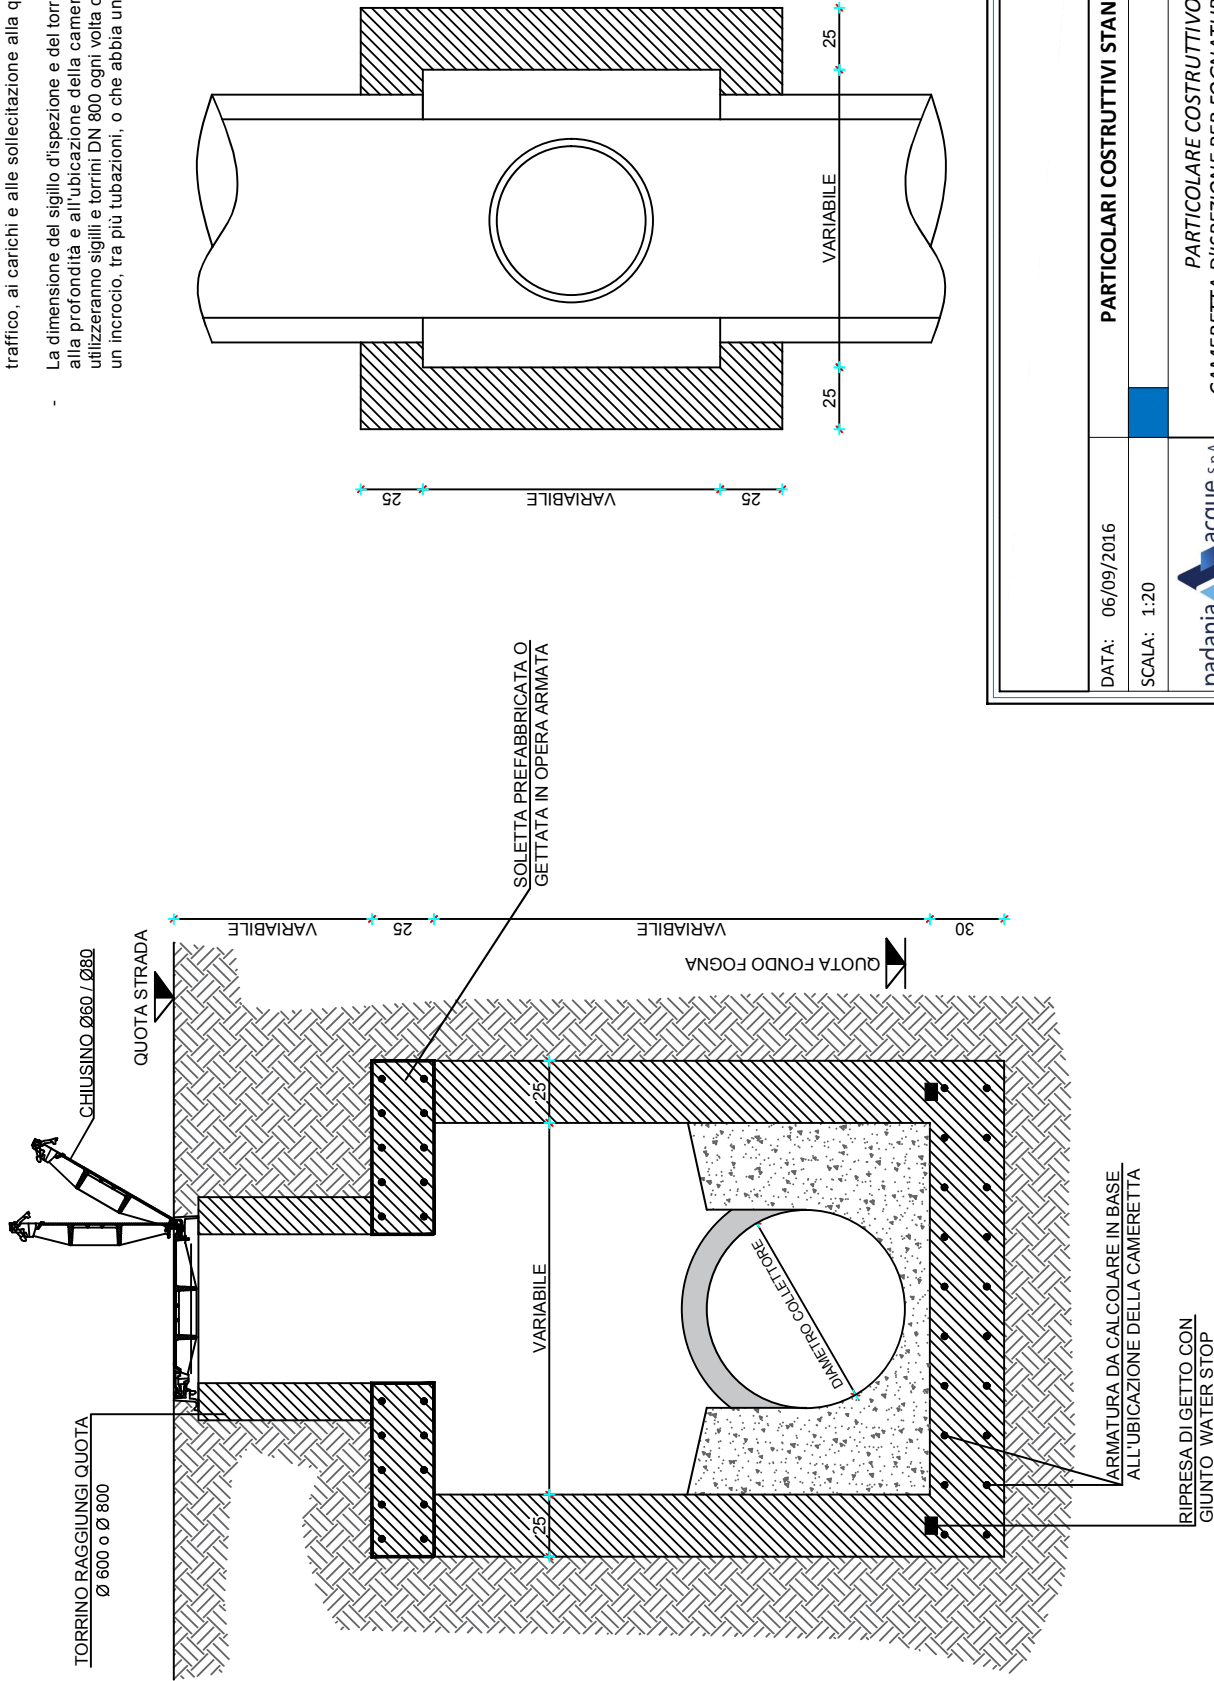 traffico, ai carichi e alle sollecitazione alla q
- La dimensione del sigillo d'ispezione e del torr
alla profondità e all'ubicazione della camer
utilizzeranno sigilli e torrini DN 800 ogni volta
un incrocio, tra più tubazioni, o che abbia un
TORRINO RAGGIUNGI QUOTA
Ø 600 o Ø 800
CHIUSINO Ø60 / Ø80
QUOTA STRADA
VARIABILE
25
VARIABILE
30
QUOTA FONDO FOGNA
SOLETTA PREFABBRICATA O
GETTATA IN OPERA ARMATA
25
VARIABILE
25
DIAMETRO COLLETTORE
ARMATURA DA CALCOLARE IN BASE
ALL'UBICAZIONE DELLA CAMERETTA
RIPRESA DI GETTO CON
GIUNTO WATER STOP
25
VARIABILE
25
25
VARIABILE
25
PARTICOLARI COSTRUTTIVI STAN
DATA: 06/09/2016
SCALA: 1:20
PARTICOLARE COSTRUTTIVO
CAMERETTA D'ISPEZIONE PER FOGNATUR
padania acque S.p.A.